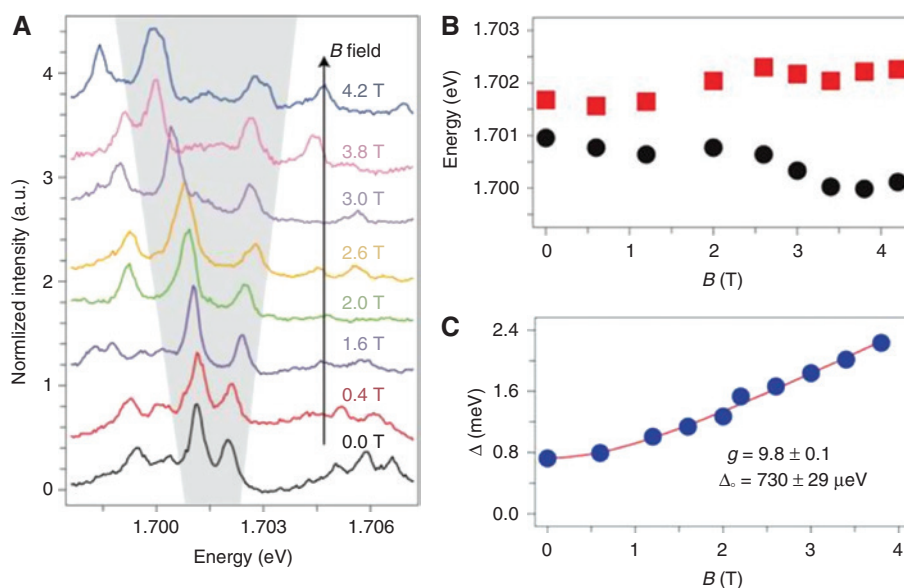 A
B field
4.2 T
3.8 T
3.0 T
2.6 T
2.0 T
1.6 T
0.4 T
0.0 T
4
3
2
1
0
Normlized intensity (a.u.)
1.700
1.703
1.706
Energy (eV)
B
1.703
1.702
1.701
1.700
Energy (eV)
0
1
2
3
4
B (T)
C
2.4
1.6
0.8
0.0
Δ (meV)
g = 9.8 ± 0.1
Δ₀ = 730 ± 29 μeV
0
1
2
3
4
B (T)